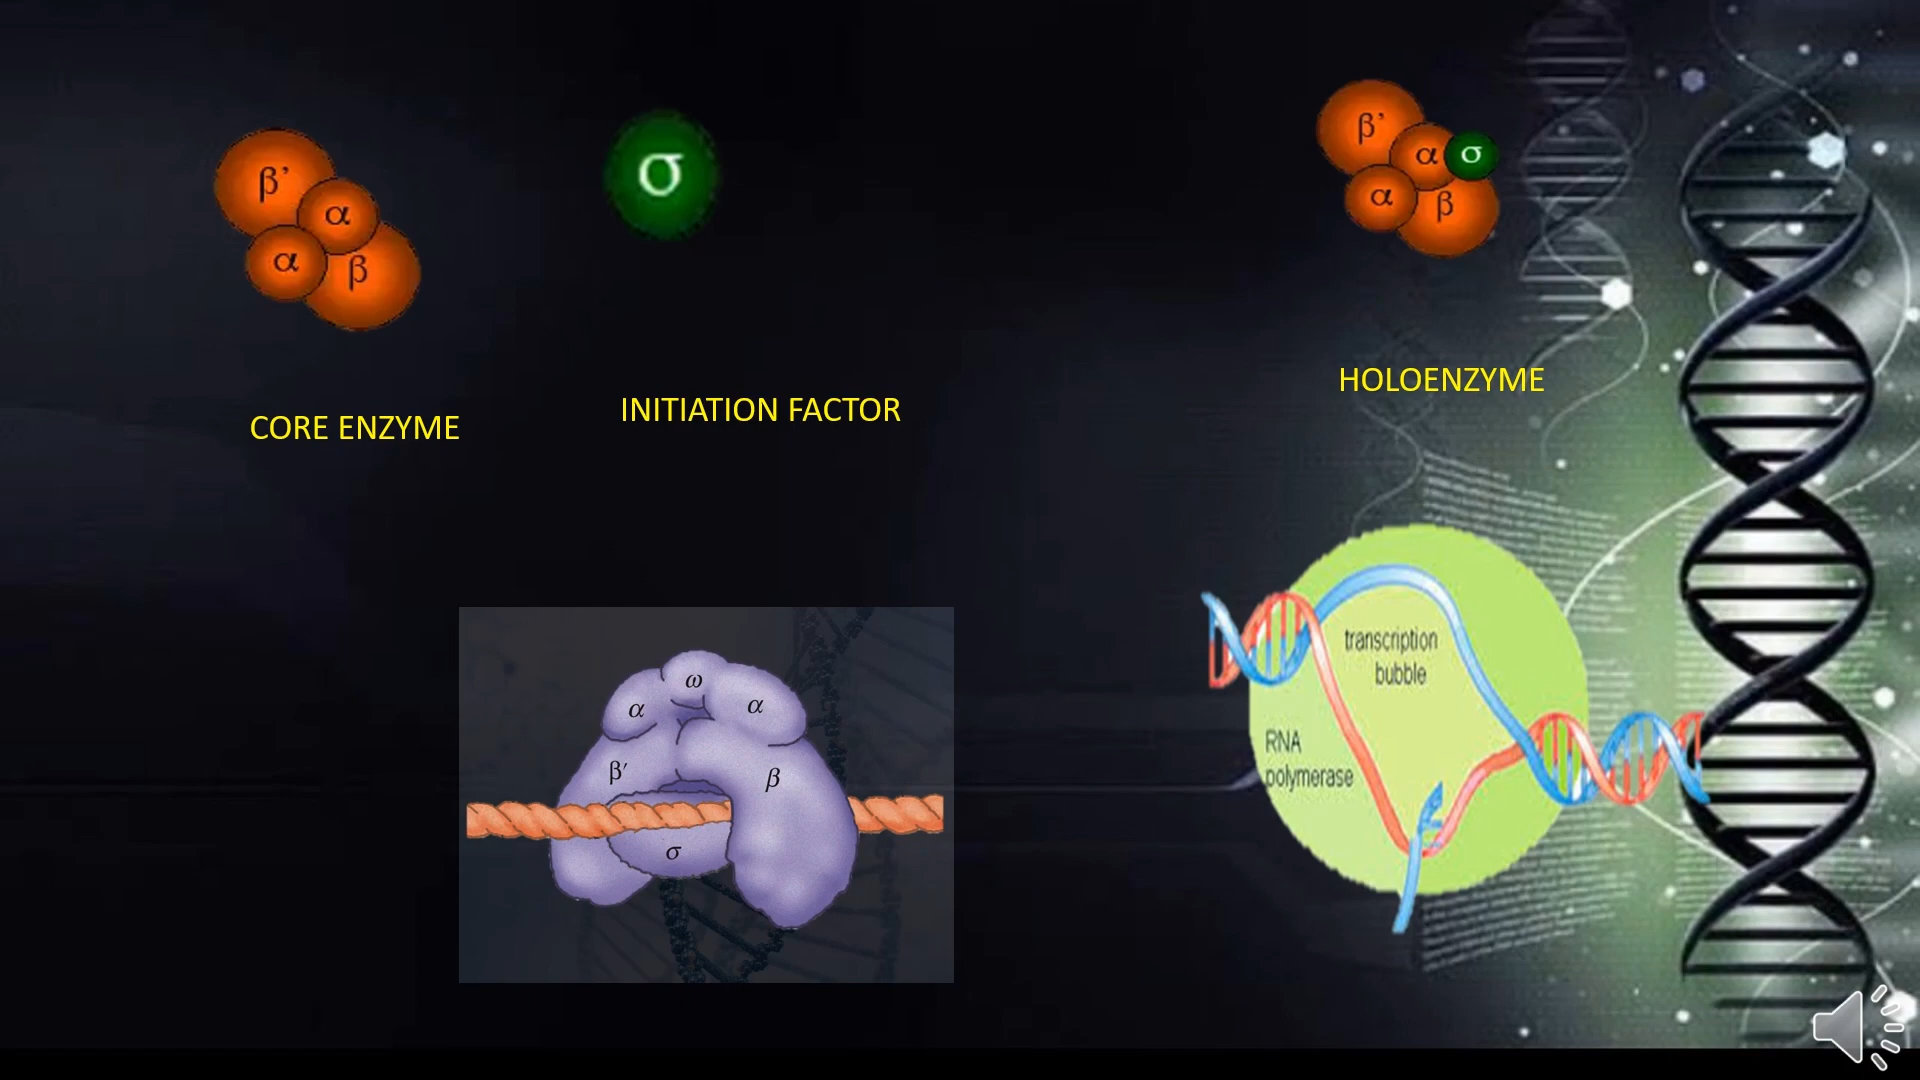 β’
α
α
β
σ
β’
α
σ
α
β
CORE ENZYME
INITIATION FACTOR
HOLOENZYME
ω
α
α
β′
β
σ
transcription
bubble
RNA
polymerase